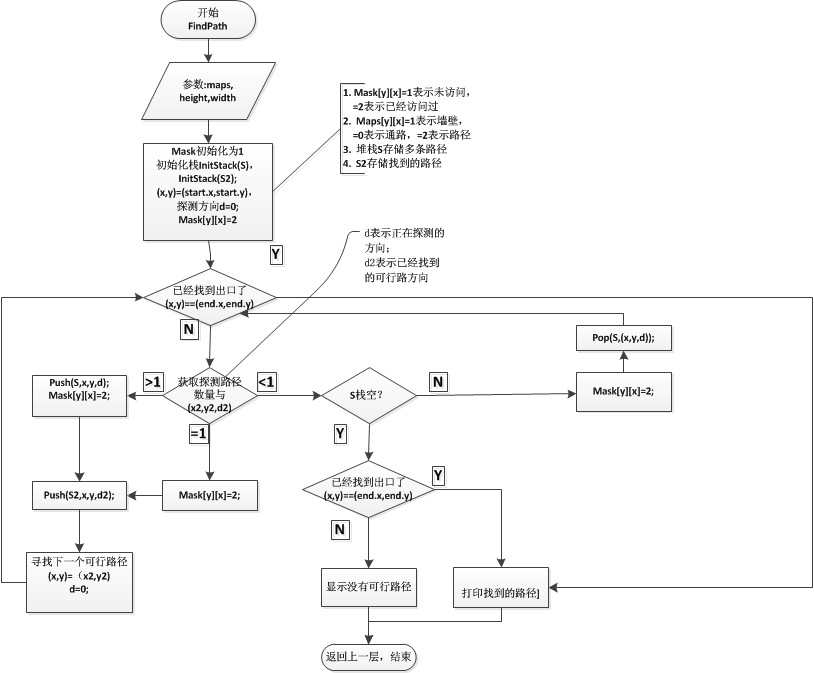 开始
FindPath
参数:maps,
height,width
1. Mask[y][x]=1表示未访问，
=2表示已经访问过
2. Maps[y][x]=1表示墙壁，
=0表示通路，=2表示路径
3. 堆栈S存储多条路径
4. S2存储找到的路径
Mask初始化为1
初始化栈InitStack(S),
InitStack(S2);
(x,y)=(start.x,start.y),
探测方向d=0;
Mask[y][x]=2
d表示正在探测的
方向；
d2表示已经找到
的可行路方向
Y
已经找到出口了
(x,y)==(end.x,end.y)
N
Pop(S,(x,y,d));
Push(S,x,y,d);
Mask[y][x]=2;
>1
获取探测路径
数量与
(x2,y2,d2)
<1
S栈空?
N
Mask[y][x]=2;
=1
Y
Push(S2,x,y,d2);
Mask[y][x]=2;
已经找到出口了
(x,y)==(end.x,end.y)
Y
N
寻找下一个可行路径
(x,y)=（x2,y2)
d=0;
显示没有可行路径
打印找到的路径]
返回上一层，结束